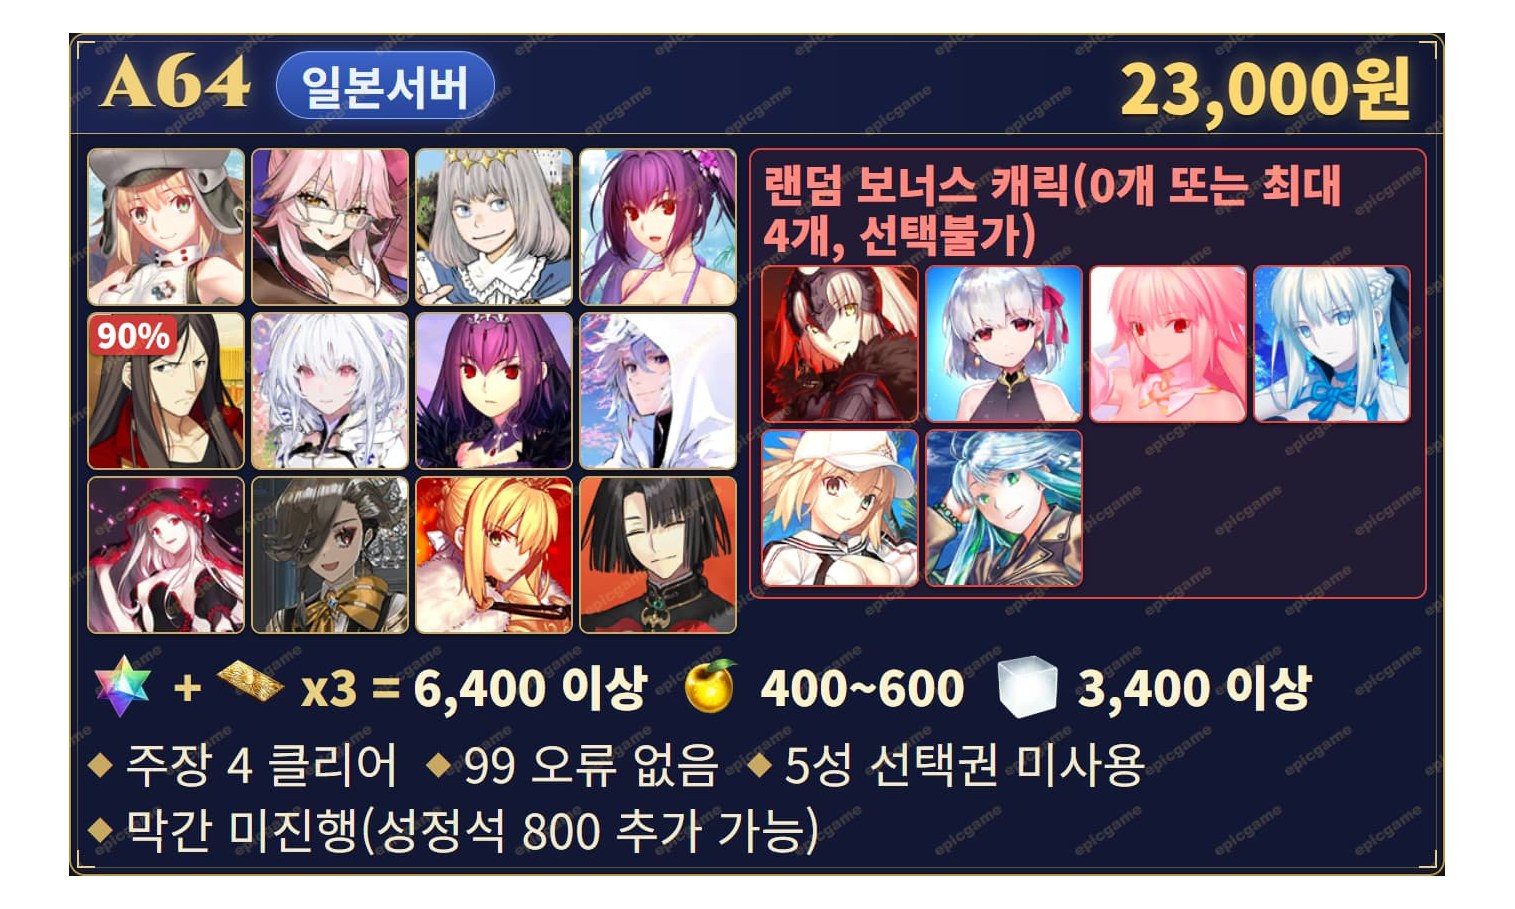 A64 일본서버 23,000원
랜덤 보너스 캐릭(0개 또는 최대
4개, 선택불가)
90%
+ x3 = 6,400 이상 400~600 3,400 이상
◆ 주장 4 클리어 ◆ 99 오류 없음 ◆ 5성 선택권 미사용
◆ 막간 미진행(성정석 800 추가 가능)
epicgame